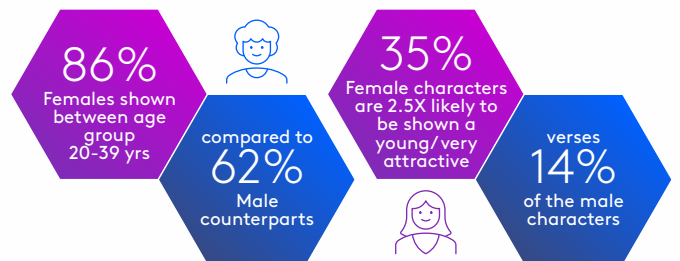 86%
Females shown
between age
group
20-39 yrs
compared to
62%
Male
counterparts
35%
Female characters
are 2.5X likely to
be shown a
young/very
attractive
verses
14%
of the male
characters